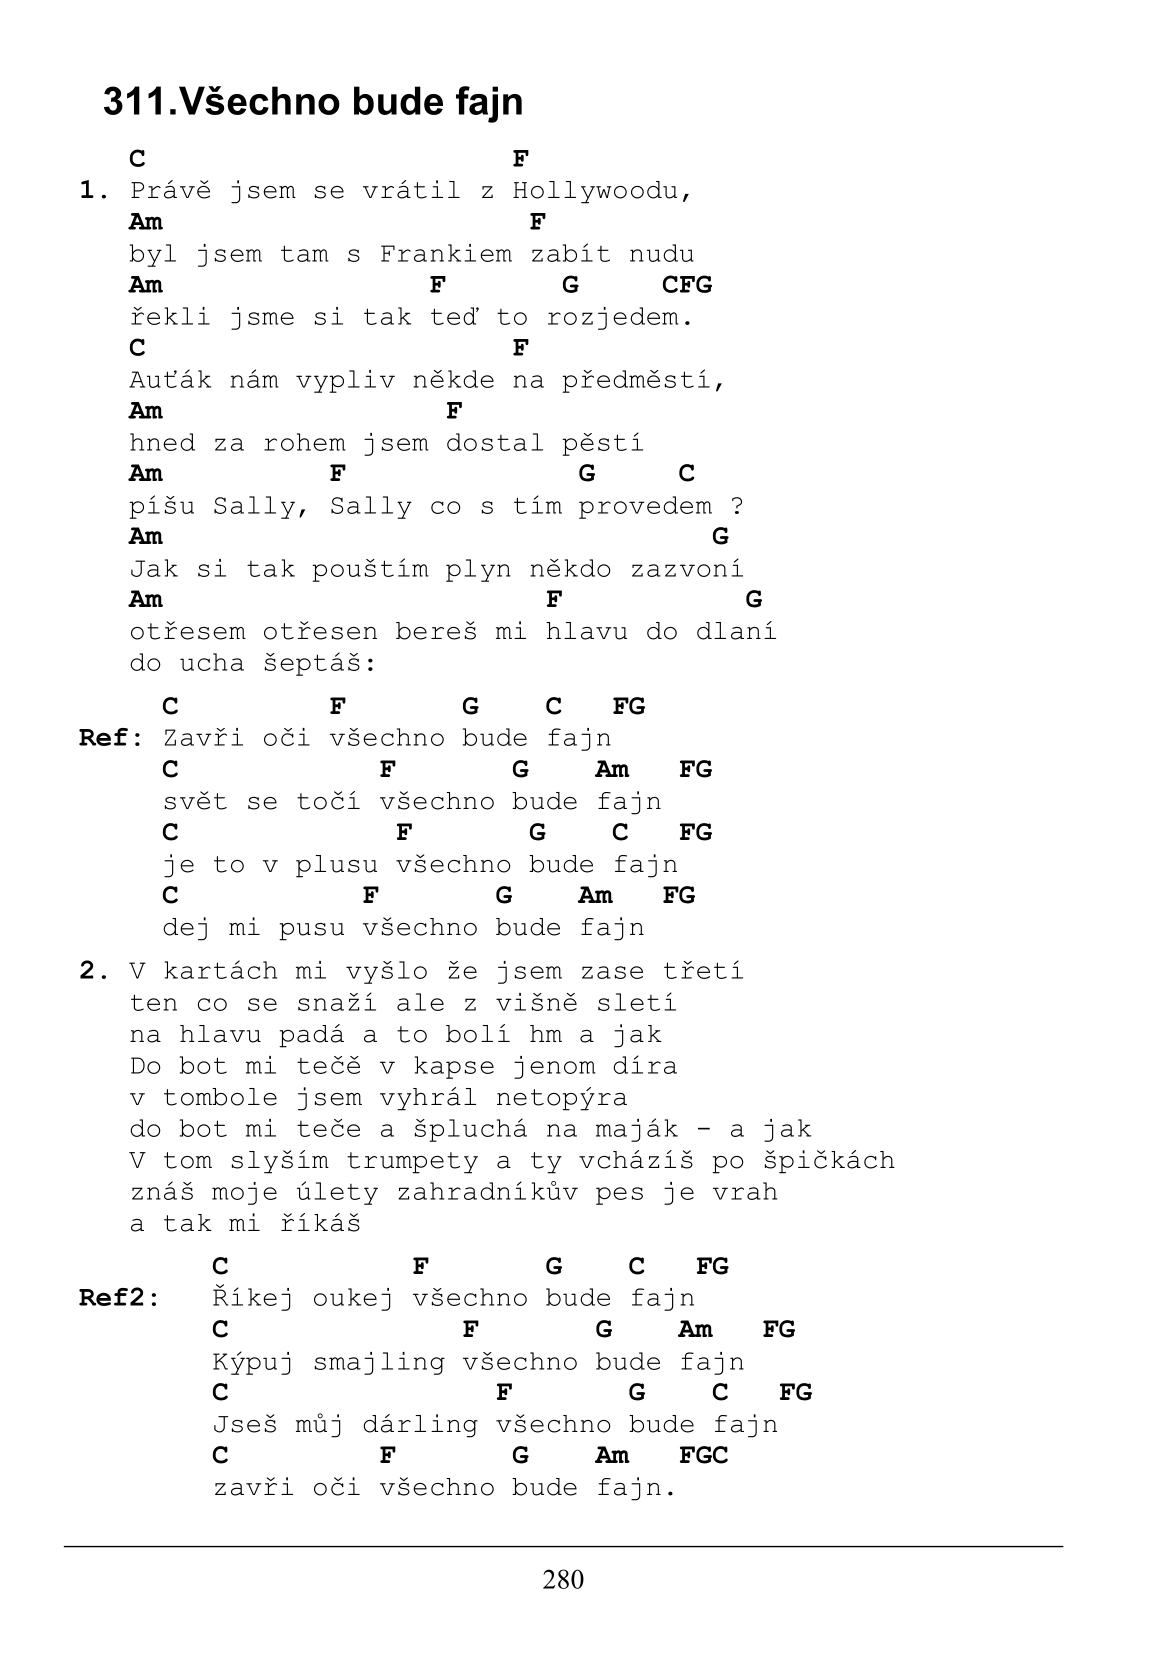 311.Všechno bude fajn
C F
1. Právě jsem se vrátil z Hollywoodu,
Am F
byl jsem tam s Frankiem zabít nudu
Am F G CFG
řekli jsme si tak teď to rozjedem.
C F
Auťák nám vypliv někde na předměstí,
Am F
hned za rohem jsem dostal pěstí
Am F G C
píšu Sally, Sally co s tím provedem ?
Am G
Jak si tak pouštím plyn někdo zazvoní
Am F G
otřesem otřesen bereš mi hlavu do dlaní
do ucha šeptáš:
C F G C FG
Ref: Zavři oči všechno bude fajn
C F G Am FG
svět se točí všechno bude fajn
C F G C FG
je to v plusu všechno bude fajn
C F G Am FG
dej mi pusu všechno bude fajn
2. V kartách mi vyšlo že jsem zase třetí
ten co se snaží ale z višně sletí
na hlavu padá a to bolí hm a jak
Do bot mi tečě v kapse jenom díra
v tombole jsem vyhrál netopýra
do bot mi teče a špluchá na maják - a jak
V tom slyším trumpety a ty vcházíš po špičkách
znáš moje úlety zahradníkův pes je vrah
a tak mi říkáš
C F G C FG
Ref2: Říkej oukej všechno bude fajn
C F G Am FG
Kýpuj smajling všechno bude fajn
C F G C FG
Jseš můj dárling všechno bude fajn
C F G Am FGC
zavři oči všechno bude fajn.
280